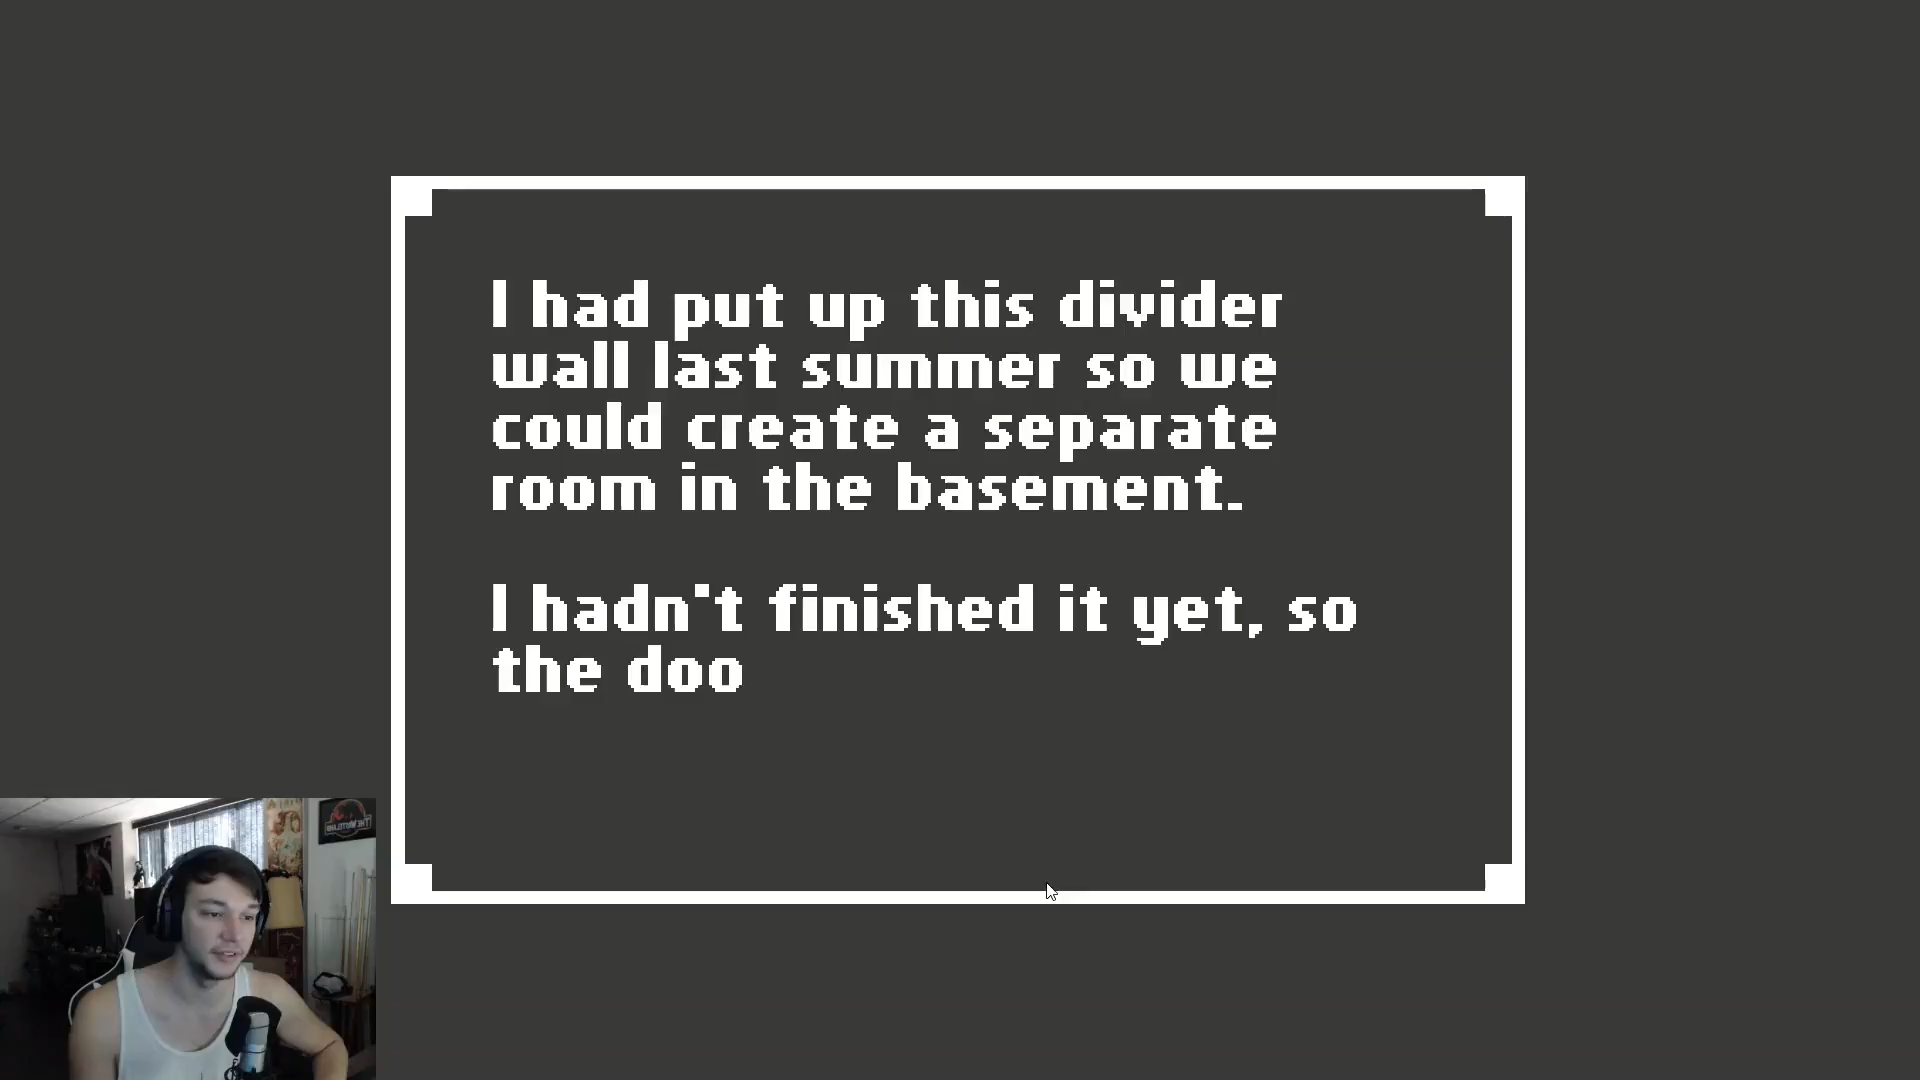 I had put up this divider
wall last summer so we
could create a separate
room in the basement.
I hadn't finished it yet, so
the doo